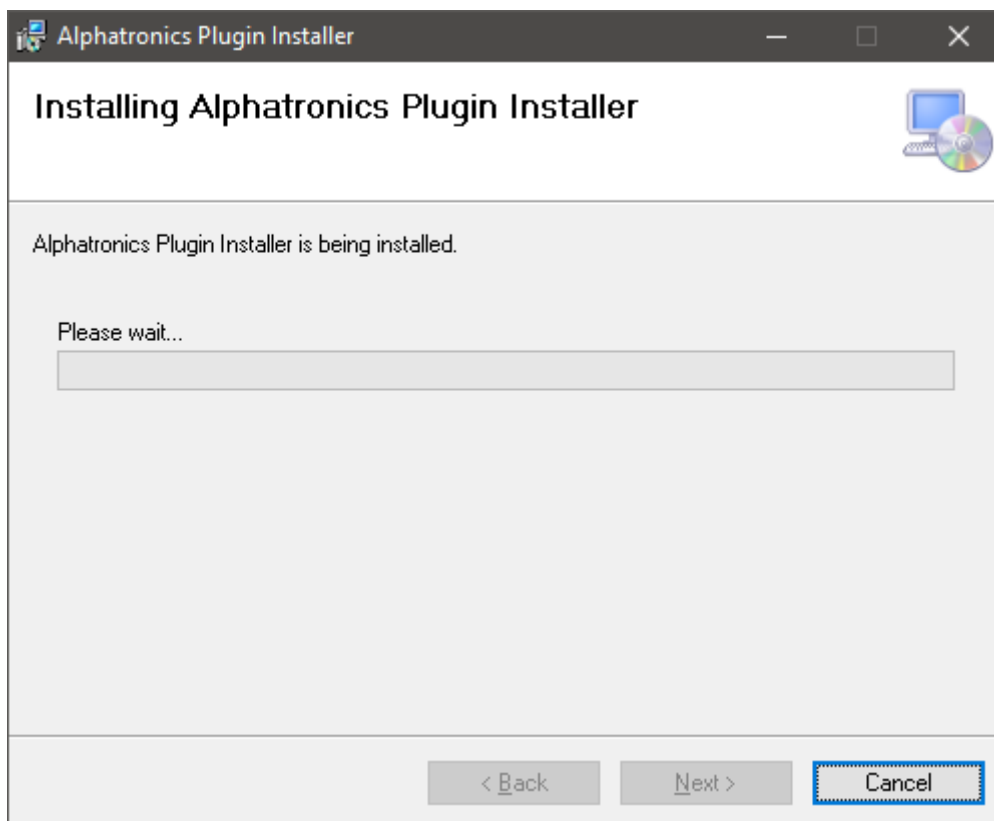 Alphatronics Plugin Installer
Installing Alphatronics Plugin Installer
Alphatronics Plugin Installer is being installed.
Please wait...
< Back
Next >
Cancel